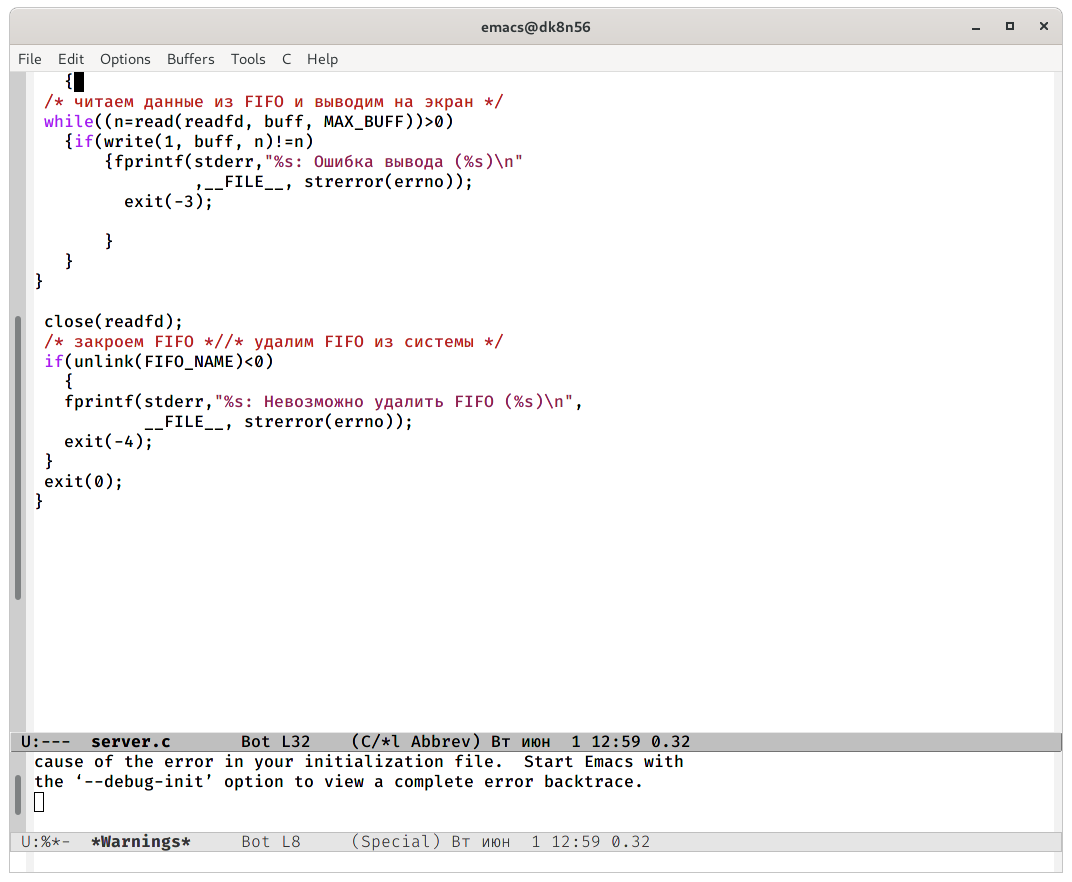 emacs@dk8n56
File Edit Options Buffers Tools C Help
{
/* читаем данные из FIFO и выводим на экран */
while((n=read(readfd, buff, MAX_BUFF))>0)
{if(write(1, buff, n)!=n)
{fprintf(stderr,"%s: Ошибка вывода (%s)\n"
,__FILE__, strerror(errno));
exit(-3);
}
}
}
close(readfd);
/* закроем FIFO *//* удалим FIFO из системы */
if(unlink(FIFO_NAME)<0)
{
fprintf(stderr,"%s: Невозможно удалить FIFO (%s)\n",
__FILE__, strerror(errno));
exit(-4);
}
exit(0);
}
U:--- server.c Bot L32 (C/*l Abbrev) Вт июн 1 12:59 0.32
cause of the error in your initialization file. Start Emacs with
the ‘--debug-init’ option to view a complete error backtrace.
U:%*- *Warnings* Bot L8 (Special) Вт июн 1 12:59 0.32